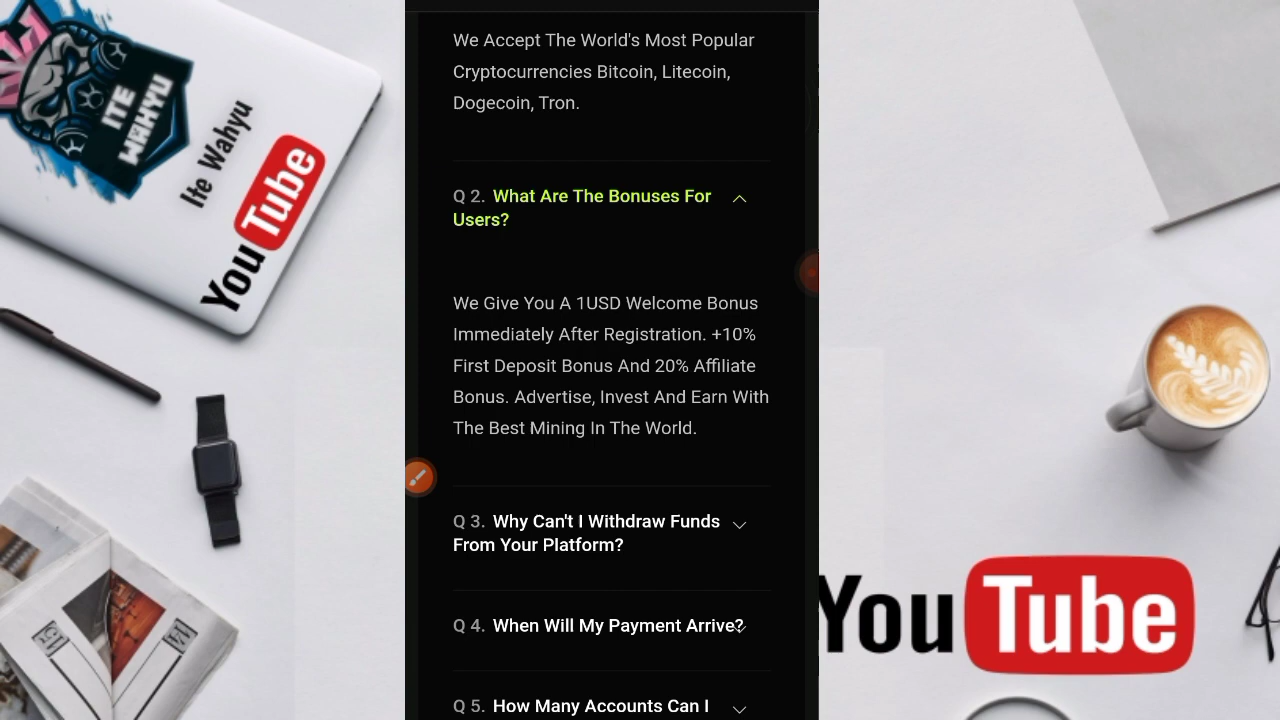 ITE
WAHYU
Ite Wahyu
YouTube
We Accept The World's Most Popular
Cryptocurrencies Bitcoin, Litecoin,
Dogecoin, Tron.
Q 2. What Are The Bonuses For
Users?
We Give You A 1USD Welcome Bonus
Immediately After Registration. +10%
First Deposit Bonus And 20% Affiliate
Bonus. Advertise, Invest And Earn With
The Best Mining In The World.
Q 3. Why Can't I Withdraw Funds
From Your Platform?
Q 4. When Will My Payment Arrive?
Q 5. How Many Accounts Can I
YouTube